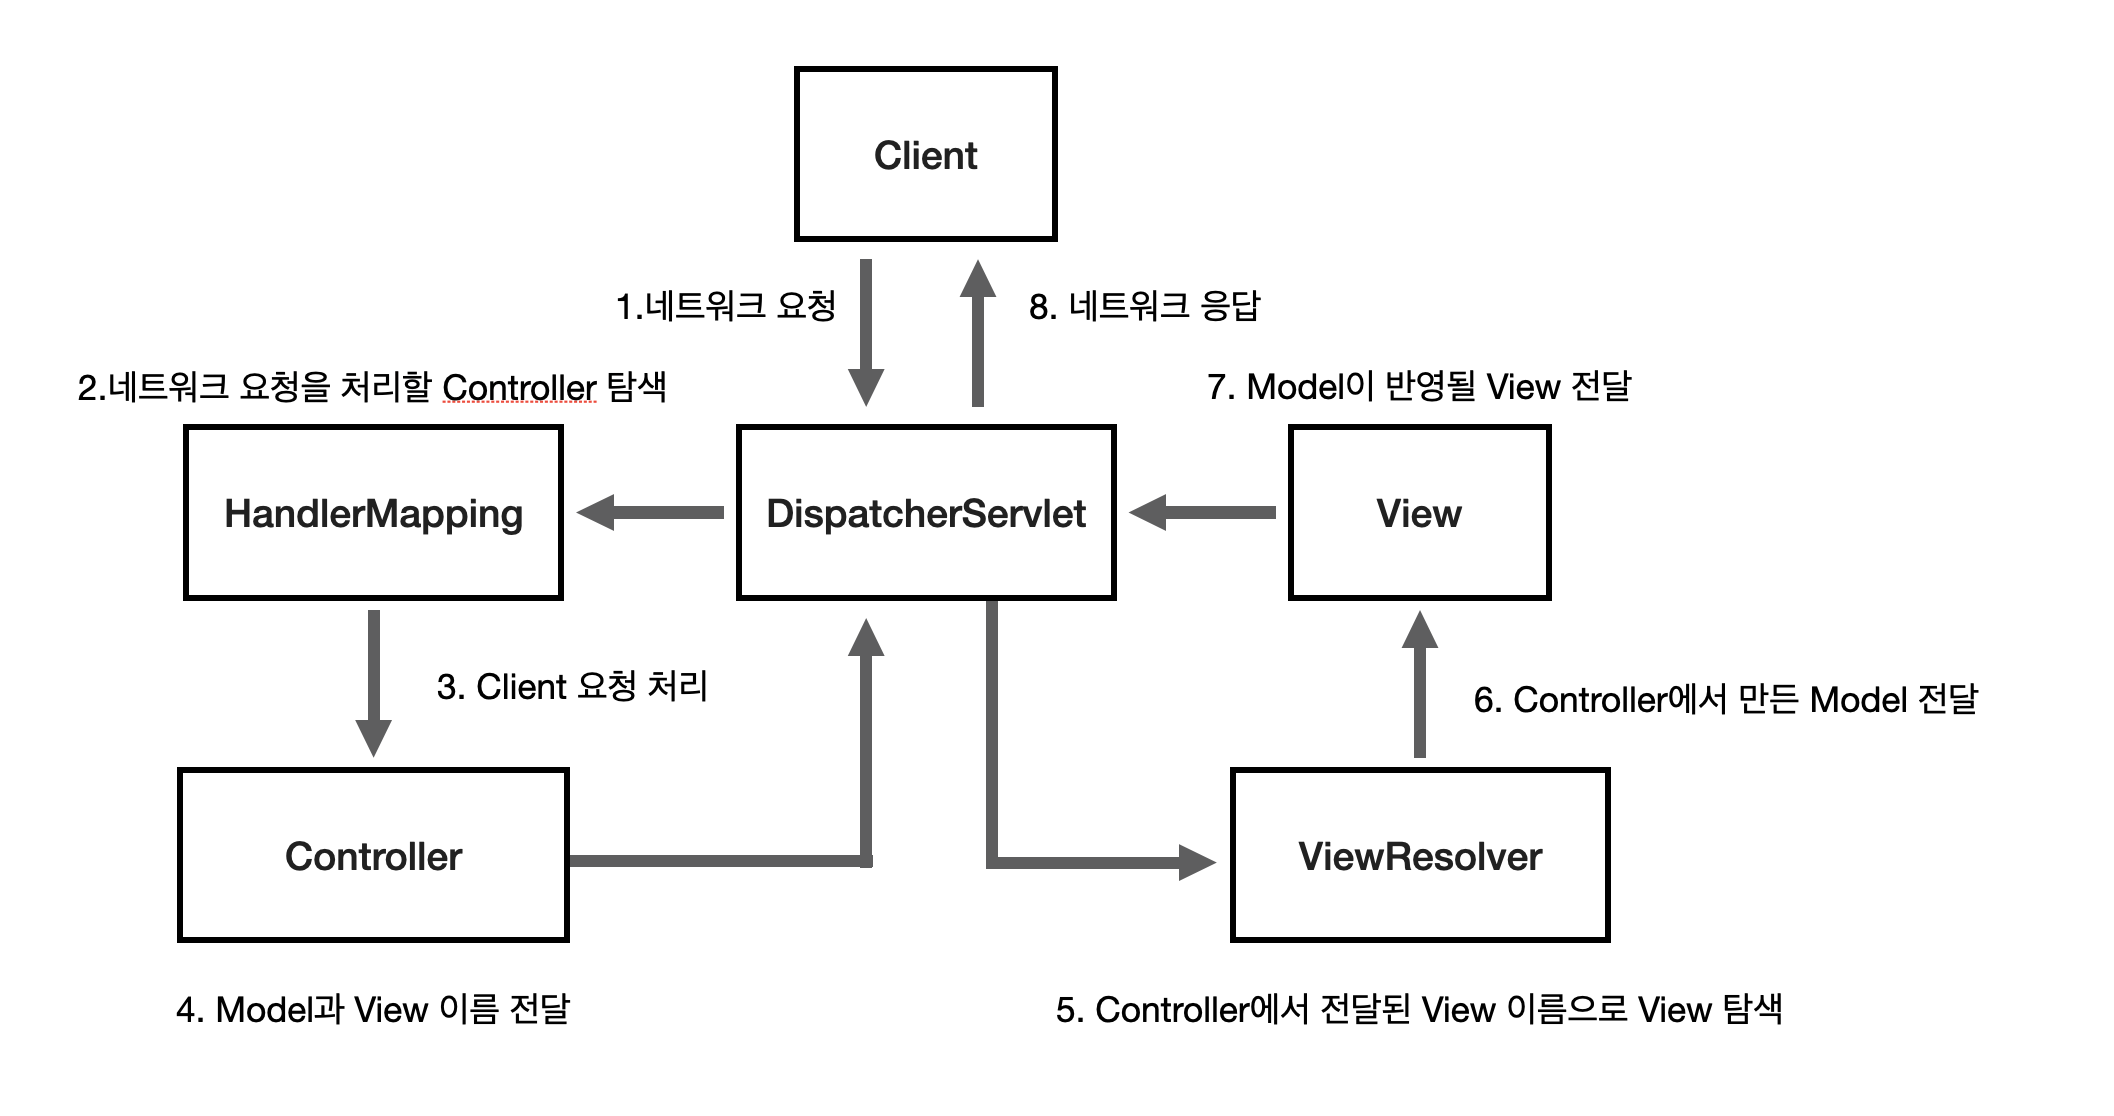 Client
1.네트워크 요청
8. 네트워크 응답
2.네트워크 요청을 처리할 Controller 탐색
7. Model이 반영될 View 전달
HandlerMapping
DispatcherServlet
View
3. Client 요청 처리
6. Controller에서 만든 Model 전달
Controller
ViewResolver
4. Model과 View 이름 전달
5. Controller에서 전달된 View 이름으로 View 탐색